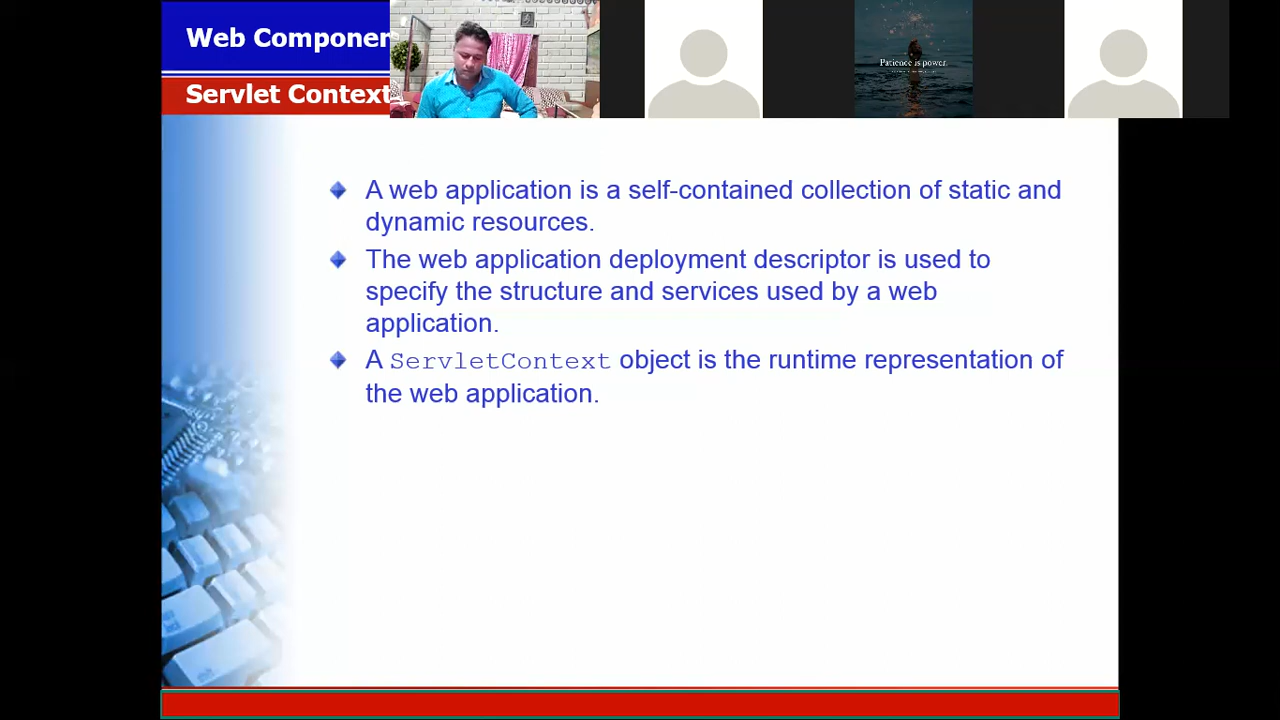 Web Componen
Servlet Context
Patience is power.
A web application is a self-contained collection of static and
dynamic resources.
The web application deployment descriptor is used to
specify the structure and services used by a web
application.
A ServletContext object is the runtime representation of
the web application.